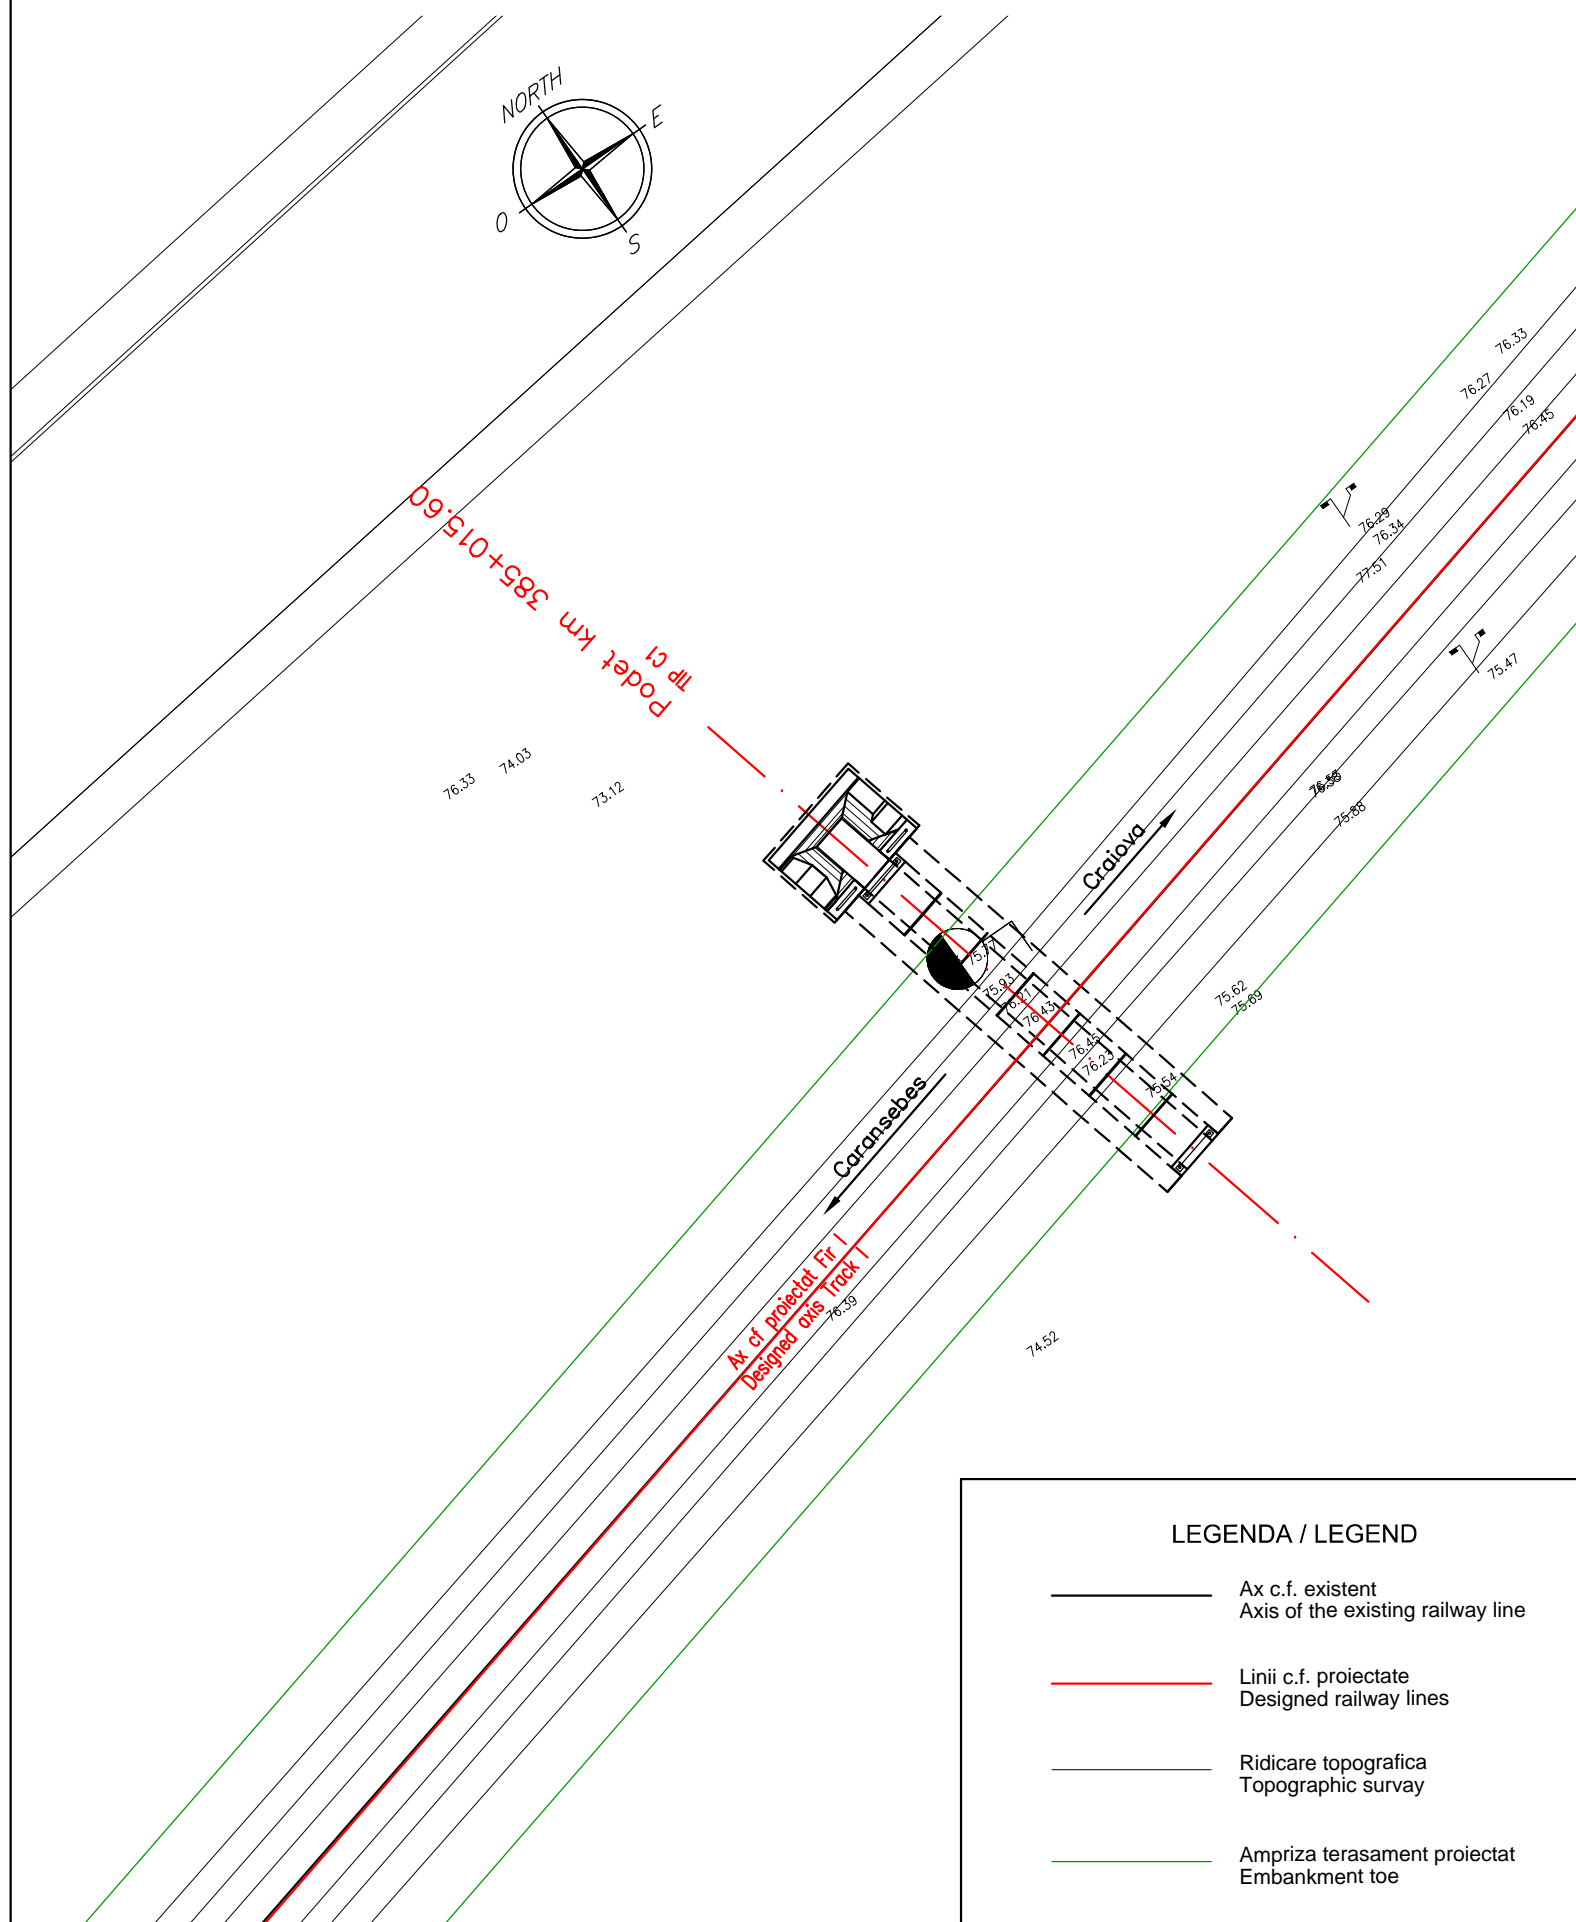 NORTH
E
O
S
76.33
76.27
76.19
76.45
76.29
76.34
77.51
75.47
Podet km 385+015.60
TIP C1
76.33
74.03
73.12
75.88
Craiova
75.77
75.93
76.21
76.43
76.45
76.23
75.54
75.62
75.69
Caransebes
Ax cf proiectat Fir I
Designed axis Track I
76.39
74.52
LEGENDA / LEGEND
Ax c.f. existent
Axis of the existing railway line
Linii c.f. proiectate
Designed railway lines
Ridicare topografica
Topographic survay
Ampriza terasament proiectat
Embankment toe